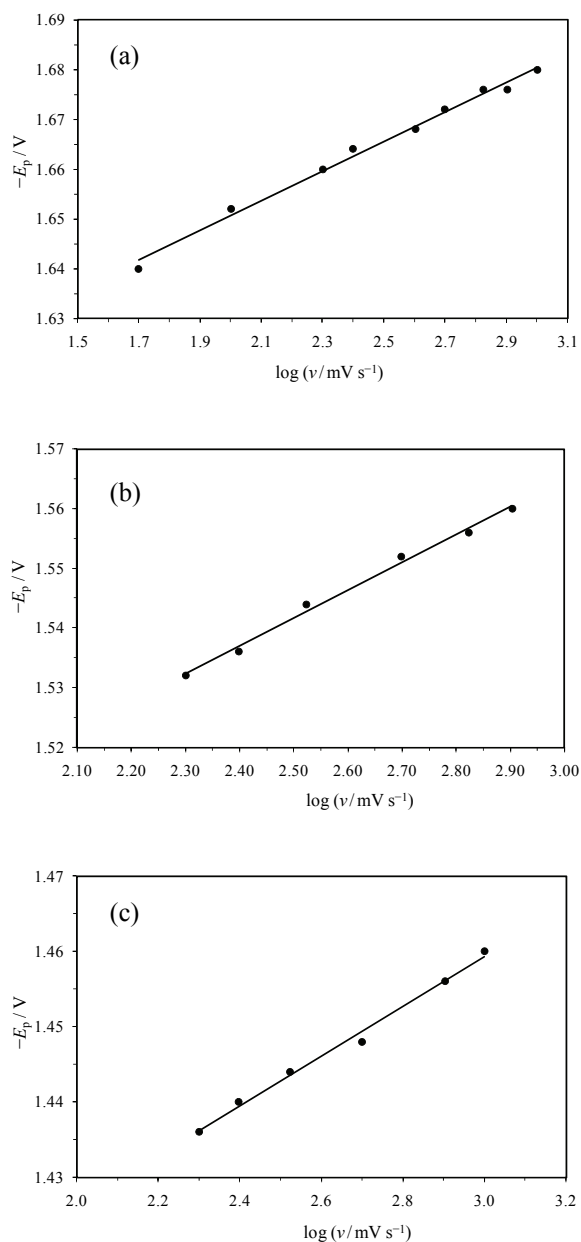 (a)
−Ep / V
1.69
1.68
1.67
1.66
1.65
1.64
1.63
1.5 1.7 1.9 2.1 2.3 2.5 2.7 2.9 3.1
log (v / mV s⁻¹)
(b)
−Ep / V
1.57
1.56
1.55
1.54
1.53
1.52
2.10 2.20 2.30 2.40 2.50 2.60 2.70 2.80 2.90 3.00
log (v / mV s⁻¹)
(c)
−Ep / V
1.47
1.46
1.45
1.44
1.43
2.0 2.2 2.4 2.6 2.8 3.0 3.2
log (v / mV s⁻¹)